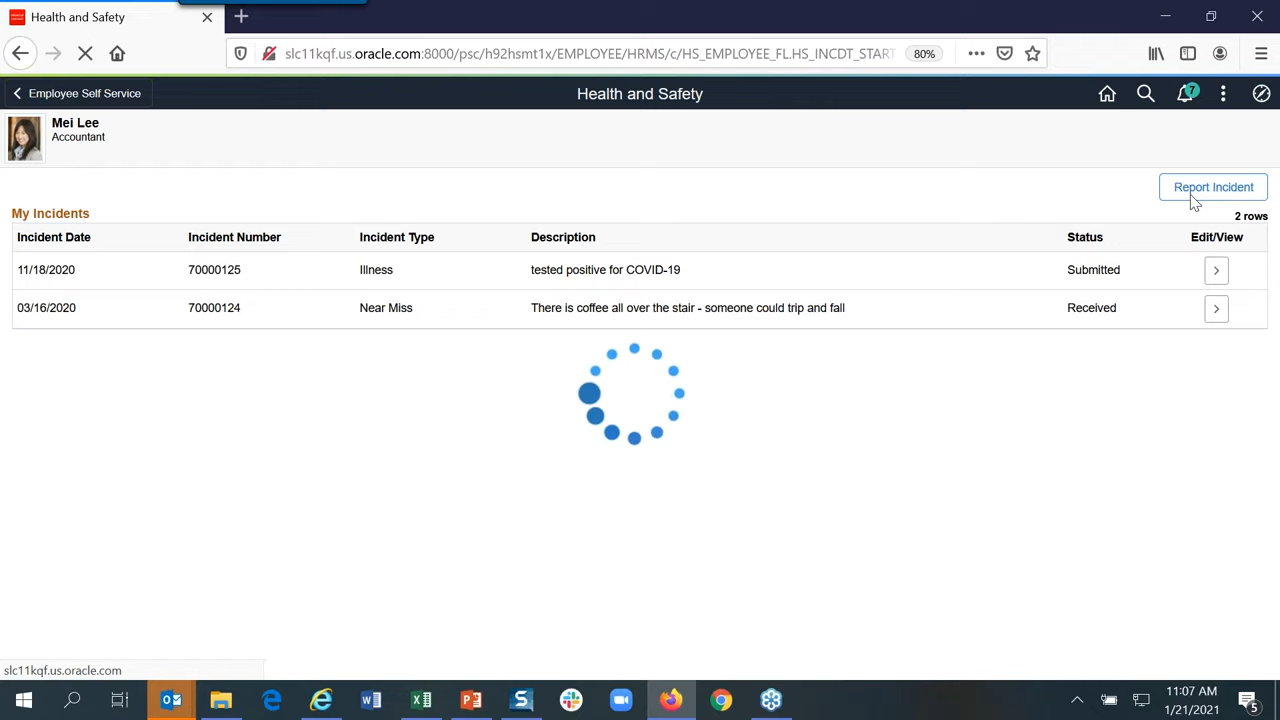 Health and Safety
slc11kqf.us.oracle.com:8000/psc/h92hsmt1x/EMPLOYEE/HRMS/c/HS_EMPLOYEE_FL.HS_INCDT_START
80%
Employee Self Service
Health and Safety
7
Mei Lee
Accountant
Report Incident
My Incidents
2 rows
Incident Date Incident Number Incident Type Description Status Edit/View
11/18/2020 70000125 Illness tested positive for COVID-19 Submitted
03/16/2020 70000124 Near Miss There is coffee all over the stair - someone could trip and fall Received
slc11kqf.us.oracle.com
11:07 AM
1/21/2021
5